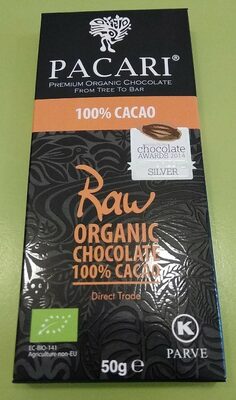 PACARI®
PREMIUM ORGANIC CHOCOLATE
FROM TREE TO BAR
100% CACAO
chocolate
AWARDS 2014
SILVER
Raw
ORGANIC
CHOCOLATE
100% CACAO
Direct Trade
EC-BIO-141
Agriculture non-EU
50g ℮
K
PARVE